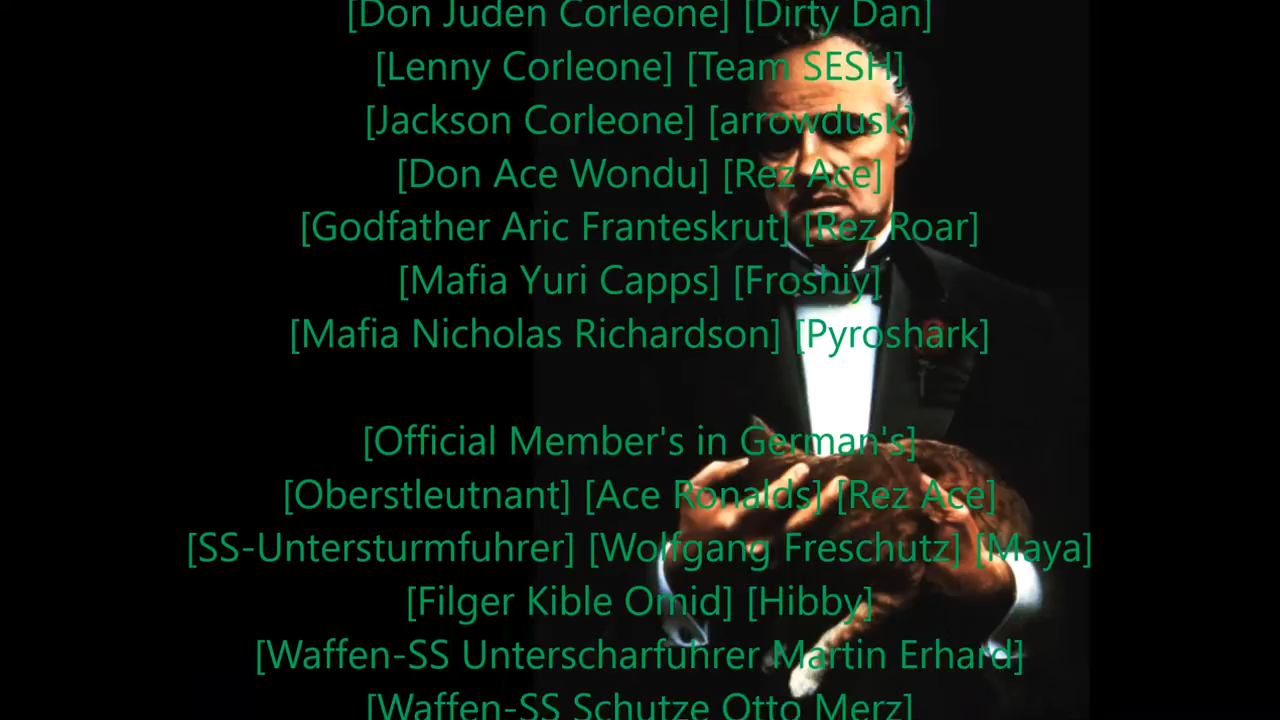 [Don Juden Corleone] [Dirty Dan]
[Lenny Corleone] [Team SESH]
[Jackson Corleone] [arrowdusk]
[Don Ace Wondu] [Rez Ace]
[Godfather Aric Franteskrut] [Rez Roar]
[Mafia Yuri Capps] [Froshiy]
[Mafia Nicholas Richardson] [Pyroshark]
[Official Member's in German's]
[Oberstleutnant] [Ace Ronalds] [Rez Ace]
[SS-Untersturmfuhrer] [Wolfgang Freschutz] [Maya]
[Filger Kible Omid] [Hibby]
[Waffen-SS Unterscharfuhrer Martin Erhard]
[Waffen-SS Schutze Otto Merz]